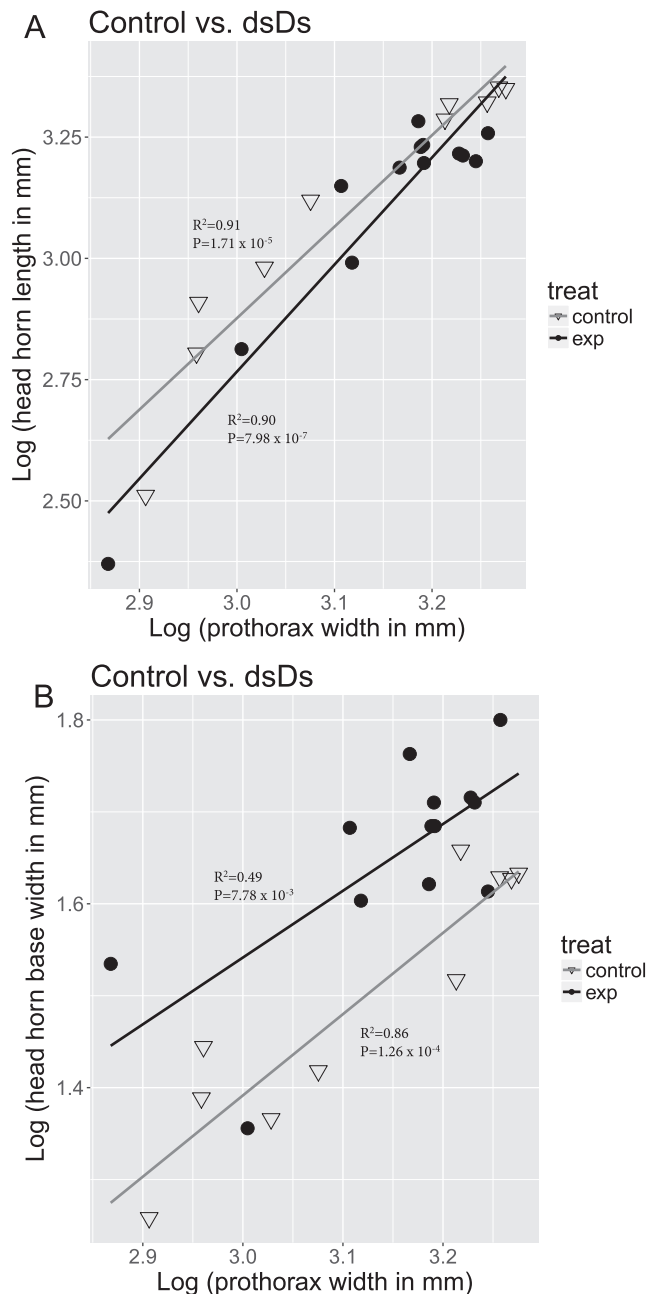 A
Control vs. dsDs
Log (head horn length in mm)
3.25
3.00
2.75
2.50
R²=0.91
P=1.71 x 10⁻⁵
R²=0.90
P=7.98 x 10⁻⁷
2.9 3.0 3.1 3.2
Log (prothorax width in mm)
treat
control
exp
B
Control vs. dsDs
Log (head horn base width in mm)
1.8
1.6
1.4
R²=0.49
P=7.78 x 10⁻³
R²=0.86
P=1.26 x 10⁻⁴
2.9 3.0 3.1 3.2
Log (prothorax width in mm)
treat
control
exp